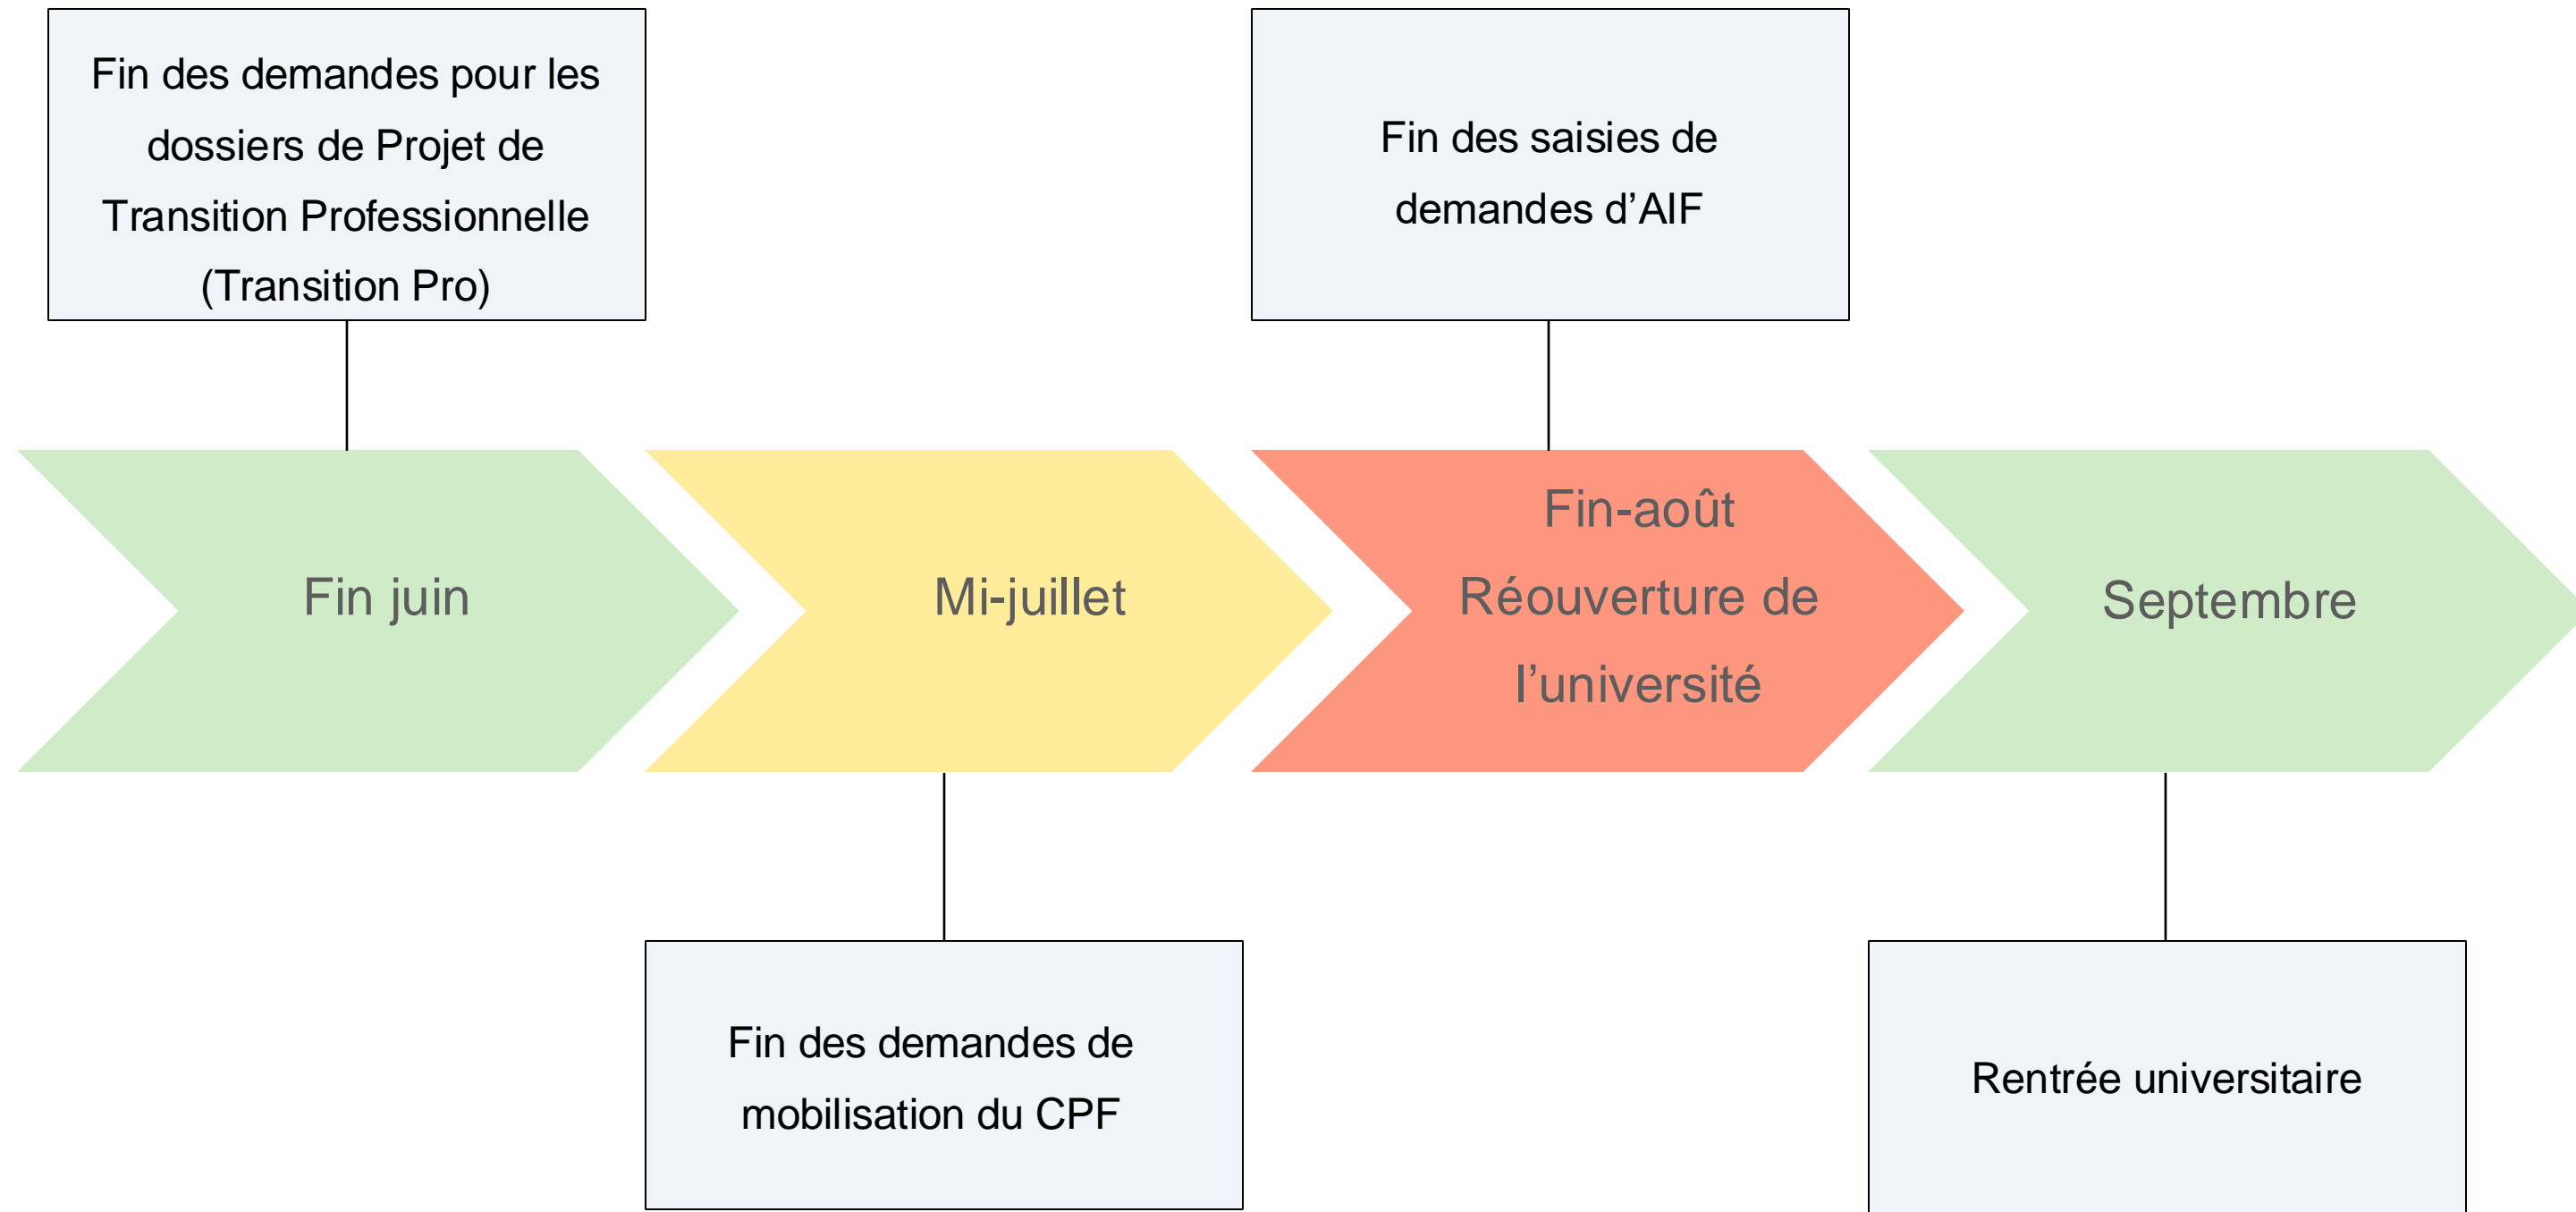 Fin des demandes pour les
dossiers de Projet de
Transition Professionnelle
(Transition Pro)
Fin des saisies de
demandes d’AIF
Fin juin
Mi-juillet
Fin-août
Réouverture de
l’université
Septembre
Fin des demandes de
mobilisation du CPF
Rentrée universitaire